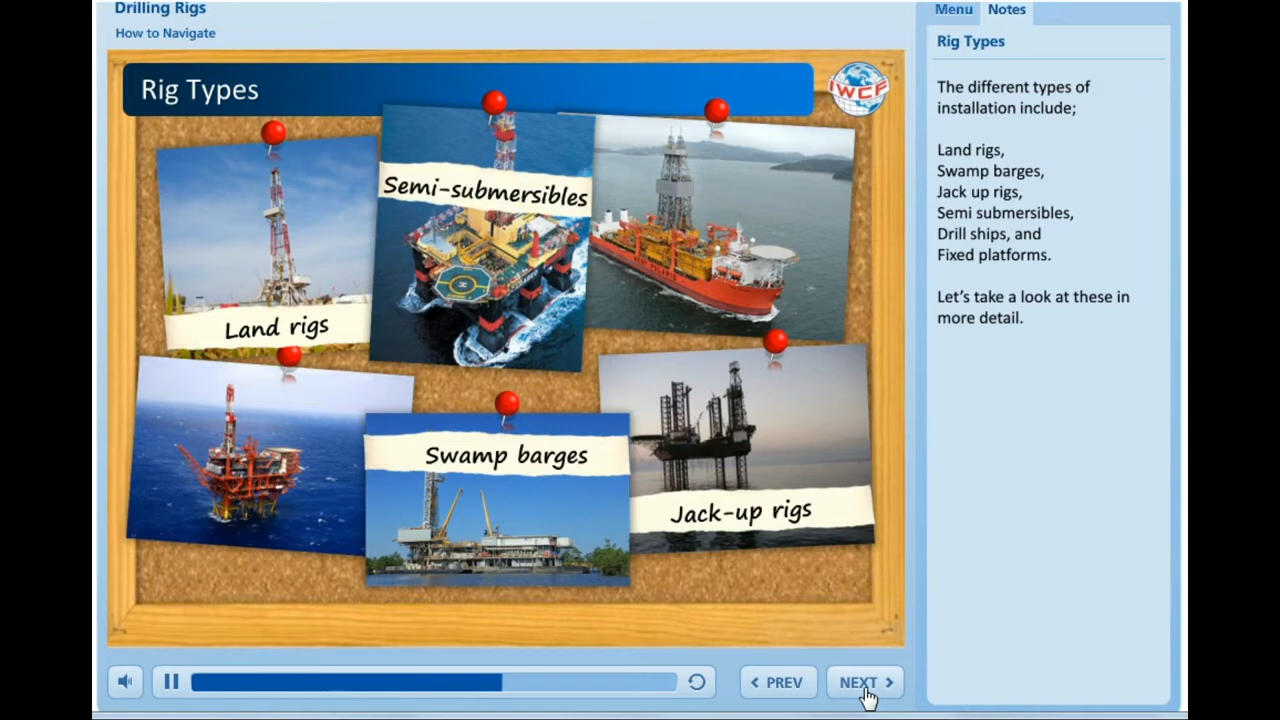 Drilling Rigs
How to Navigate
Menu
Notes
Rig Types
IWCF
Rig Types
The different types of
installation include;
Land rigs,
Swamp barges,
Jack up rigs,
Semi submersibles,
Drill ships, and
Fixed platforms.
Let's take a look at these in
more detail.
Semi-submersibles
Land rigs
Swamp barges
Jack-up rigs
H
PREV
NEXT